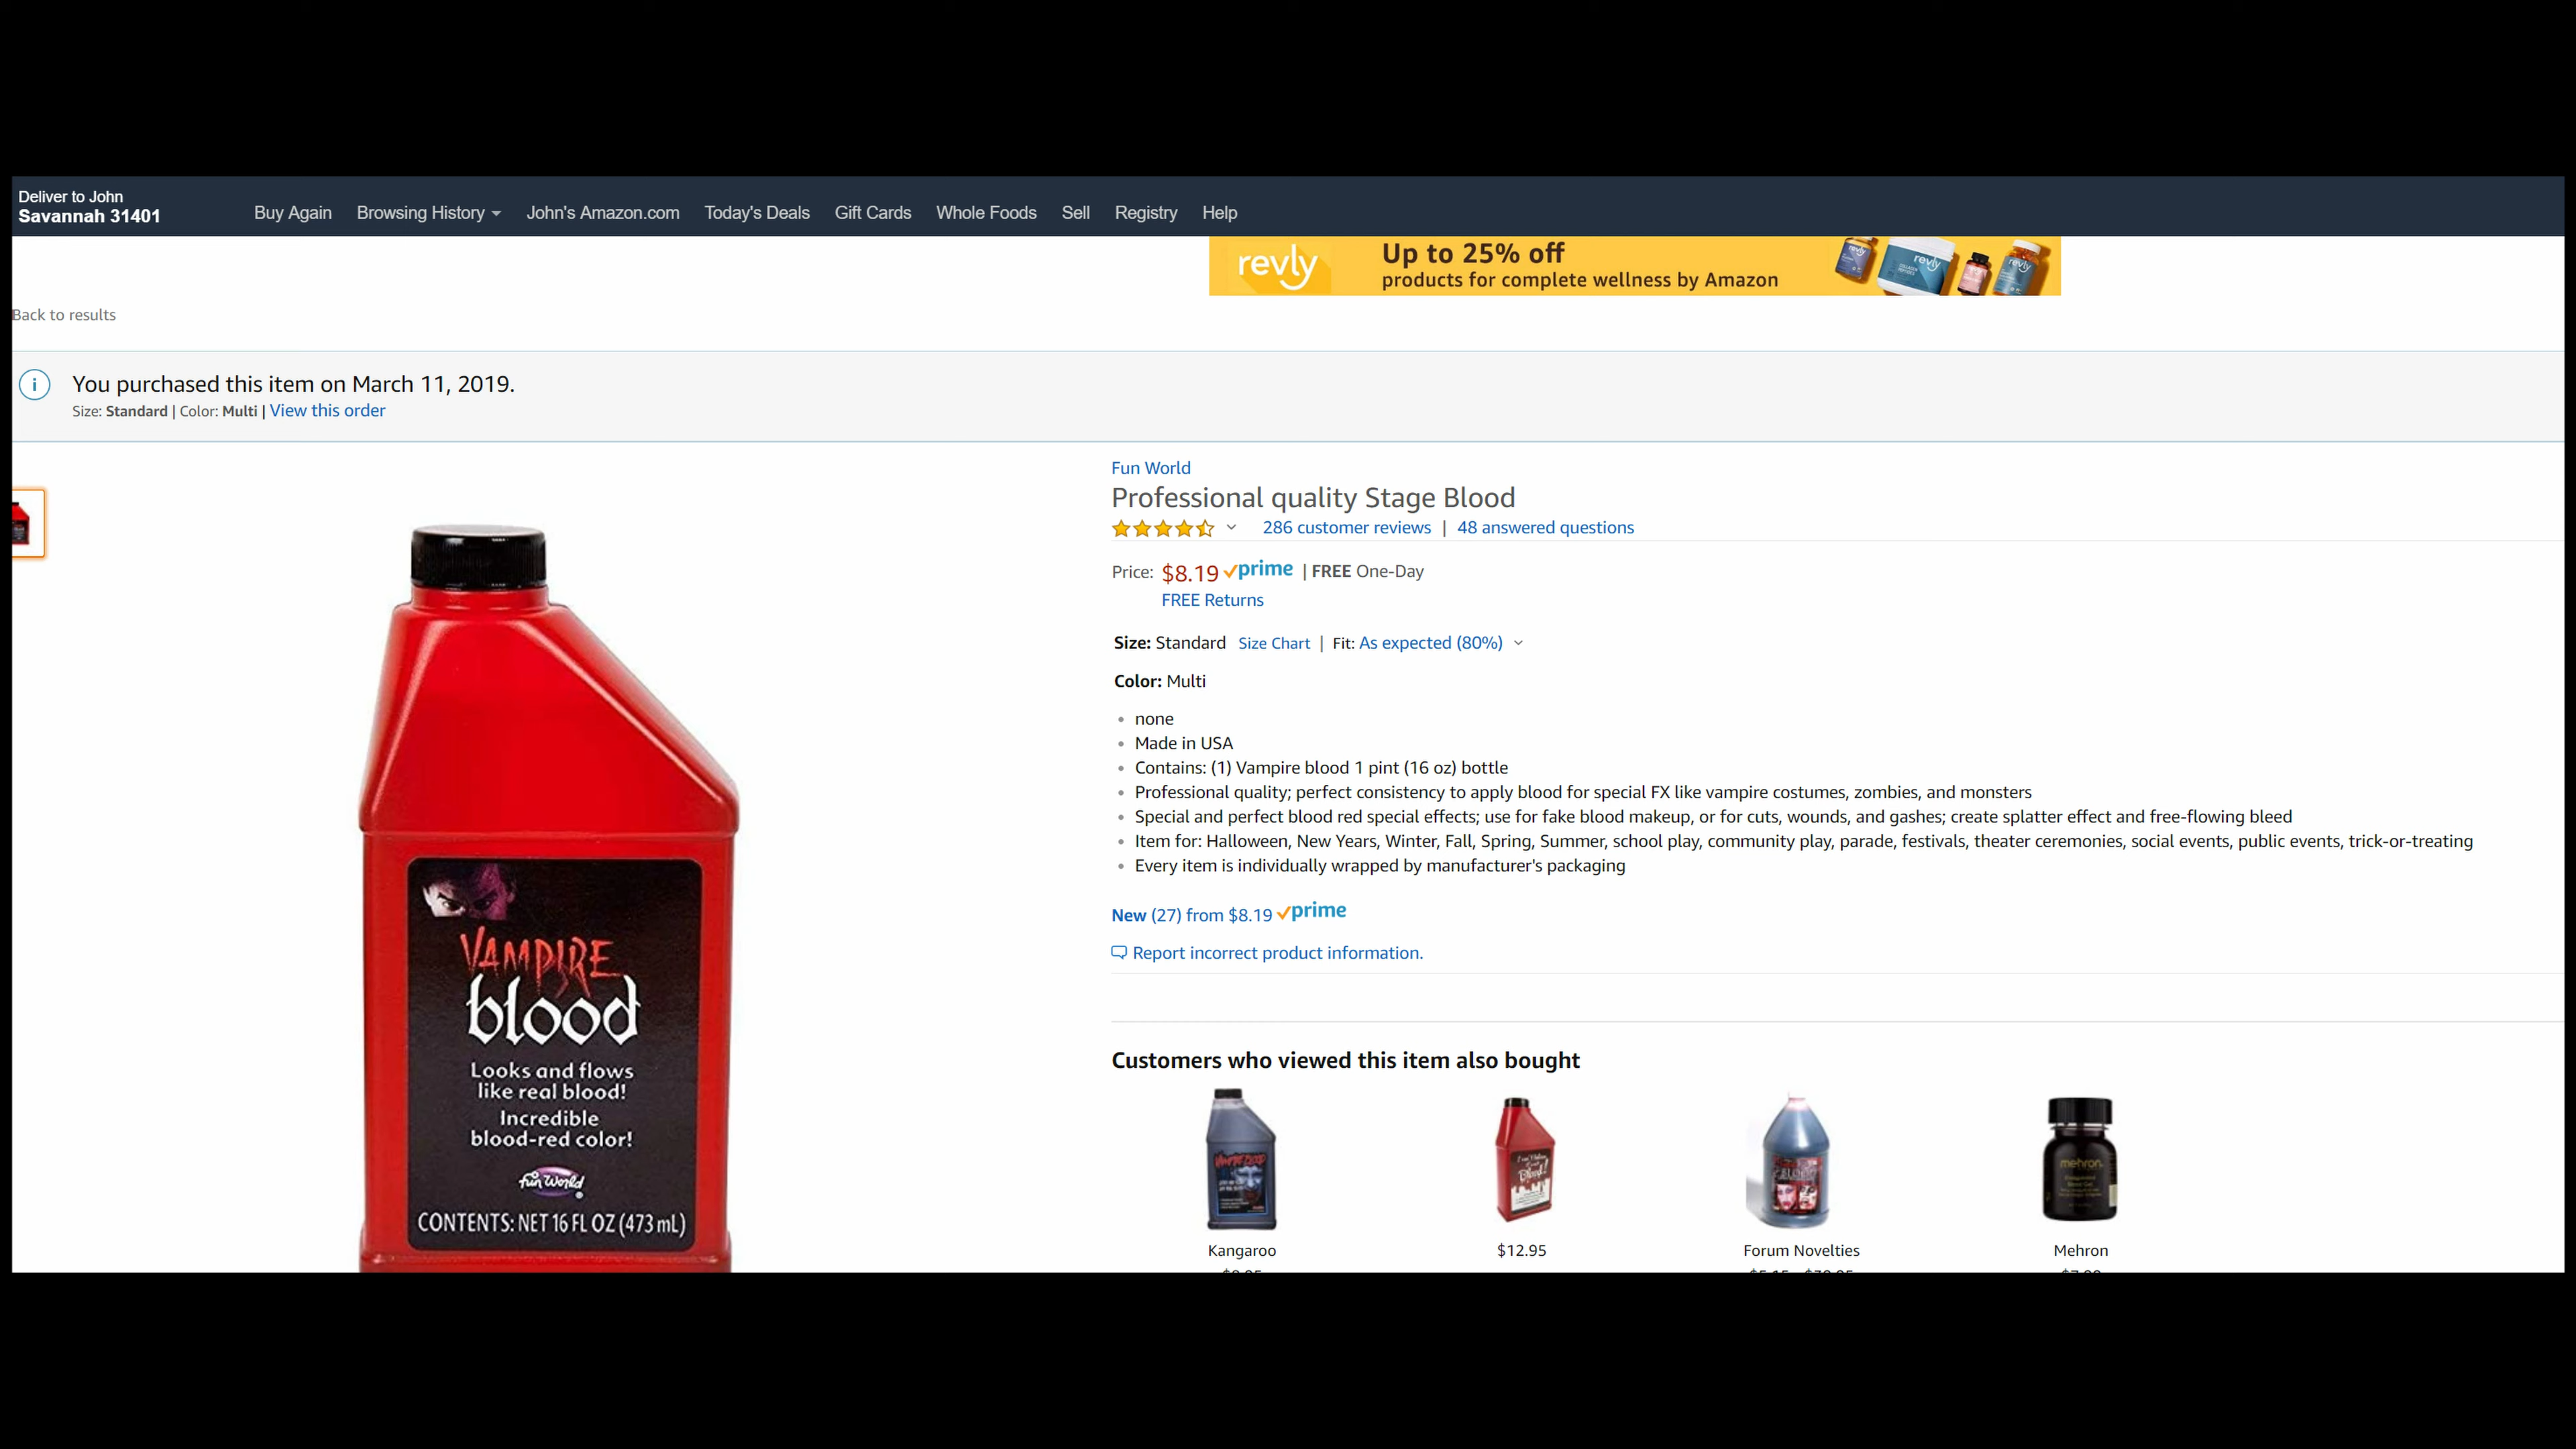 Deliver to John
Savannah 31401
Buy Again Browsing History John's Amazon.com Today's Deals Gift Cards Whole Foods Sell Registry Help
revly
Up to 25% off
products for complete wellness by Amazon
revly
revly
revly
Back to results
You purchased this item on March 11, 2019.
Size: Standard | Color: Multi | View this order
Fun World
Professional quality Stage Blood
286 customer reviews | 48 answered questions
Price: $8.19 prime | FREE One-Day
FREE Returns
Size: Standard Size Chart | Fit: As expected (80%)
Color: Multi
• none
• Made in USA
• Contains: (1) Vampire blood 1 pint (16 oz) bottle
• Professional quality; perfect consistency to apply blood for special FX like vampire costumes, zombies, and monsters
• Special and perfect blood red special effects; use for fake blood makeup, or for cuts, wounds, and gashes; create splatter effect and free-flowing bleed
• Item for: Halloween, New Years, Winter, Fall, Spring, Summer, school play, community play, parade, festivals, theater ceremonies, social events, public events, trick-or-treating
• Every item is individually wrapped by manufacturer's packaging
New (27) from $8.19 prime
Report incorrect product information.
VAMPIRE
blood
Looks and flows
like real blood!
Incredible
blood-red color!
fun World
CONTENTS: NET 16 FL OZ (473 mL)
Customers who viewed this item also bought
Blood!
mehron
Kangaroo
$12.95
Forum Novelties
Mehron